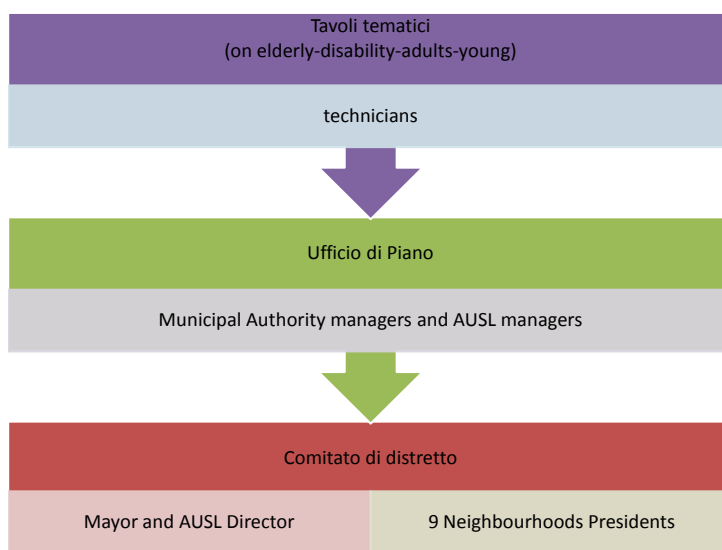 Tavoli tematici
(on elderly-disability-adults-young)
technicians
Ufficio di Piano
Municipal Authority managers and AUSL managers
Comitato di distretto
Mayor and AUSL Director
9 Neighbourhoods Presidents